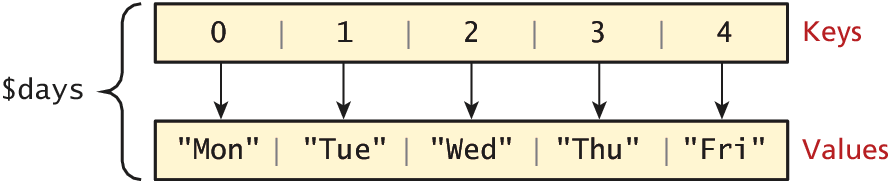 0 | 1 | 2 | 3 | 4 Keys
$days
"Mon" | "Tue" | "Wed" | "Thu" | "Fri" Values